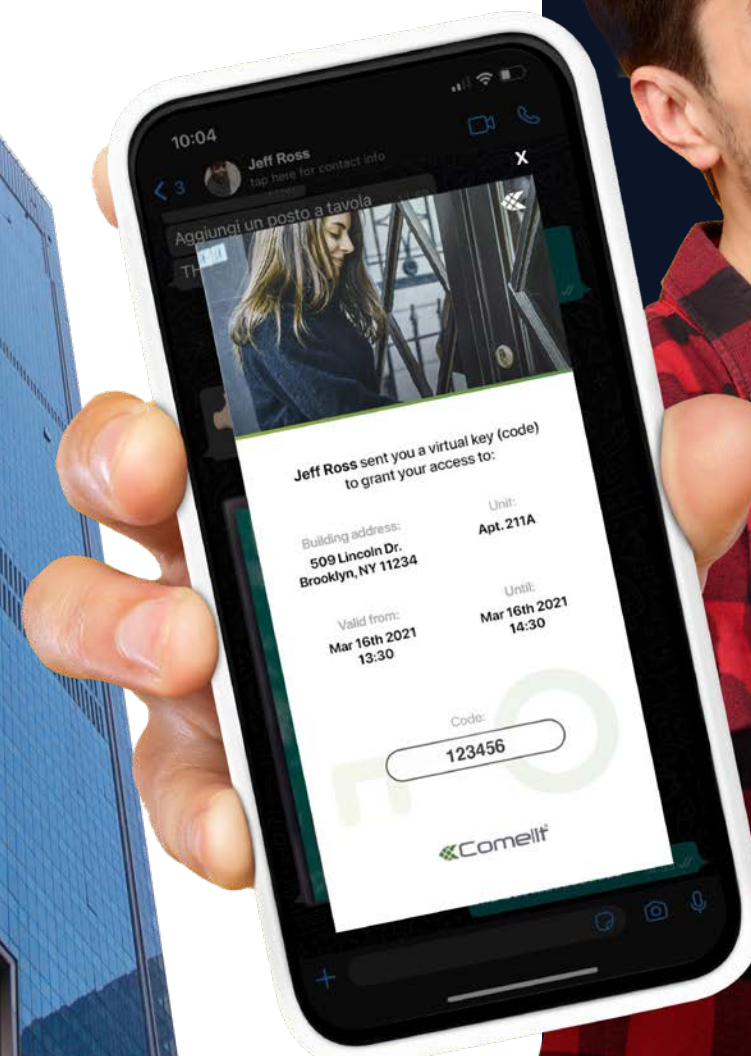 10:04
3
Jeff Ross
tap here for contact info
X
Aggiungi un posto a tavola
Jeff Ross sent you a virtual key (code)
to grant your access to:
Building address:
509 Lincoln Dr.
Brooklyn, NY 11234
Unit:
Apt. 211A
Valid from:
Mar 16th 2021
13:30
Until:
Mar 16th 2021
14:30
Code:
123456
Comelit